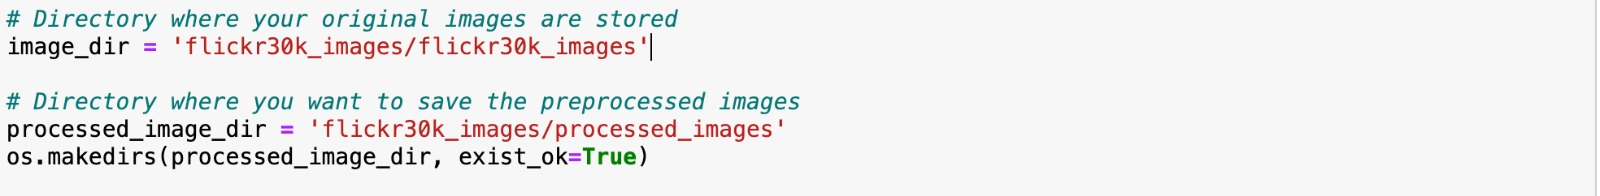 # Directory where your original images are stored
image_dir = 'flickr30k_images/flickr30k_images'
# Directory where you want to save the preprocessed images
processed_image_dir = 'flickr30k_images/processed_images'
os.makedirs(processed_image_dir, exist_ok=True)